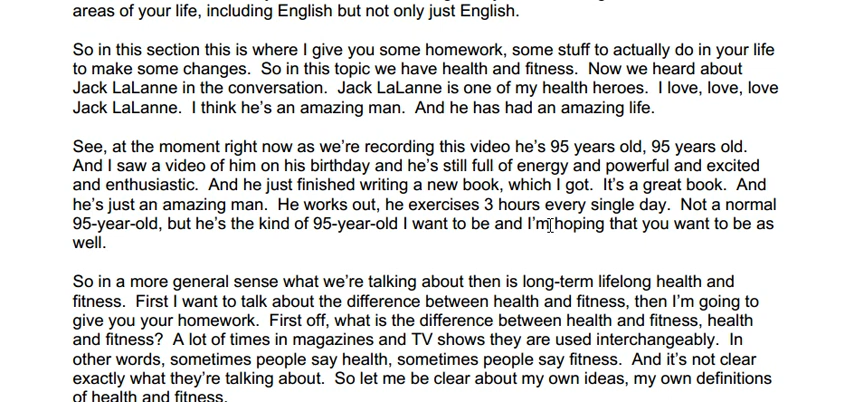 areas of your life, including English but not only just English.
So in this section this is where I give you some homework, some stuff to actually do in your life
to make some changes.  So in this topic we have health and fitness.  Now we heard about
Jack LaLanne in the conversation.  Jack LaLanne is one of my health heroes.  I love, love, love
Jack LaLanne.  I think he's an amazing man.  And he has had an amazing life.
See, at the moment right now as we're recording this video he's 95 years old, 95 years old.
And I saw a video of him on his birthday and he's still full of energy and powerful and excited
and enthusiastic.  And he just finished writing a new book, which I got.  It's a great book.  And
he's just an amazing man.  He works out, he exercises 3 hours every single day.  Not a normal
95-year-old, but he's the kind of 95-year-old I want to be and I'm hoping that you want to be as
well.
So in a more general sense what we're talking about then is long-term lifelong health and
fitness.  First I want to talk about the difference between health and fitness, then I'm going to
give you your homework.  First off, what is the difference between health and fitness, health
and fitness?  A lot of times in magazines and TV shows they are used interchangeably.  In
other words, sometimes people say health, sometimes people say fitness.  And it's not clear
exactly what they're talking about.  So let me be clear about my own ideas, my own definitions
of health and fitness.